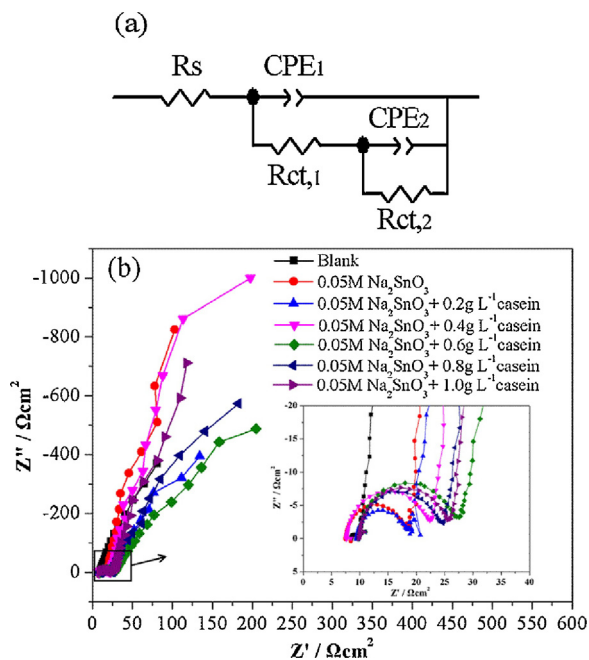 (a)
Rs
CPE1
CPE2
Rct,1
Rct,2
(b)
Blank
0.05M Na2SnO3
0.05M Na2SnO3+ 0.2g L-1casein
0.05M Na2SnO3+ 0.4g L-1casein
0.05M Na2SnO3+ 0.6g L-1casein
0.05M Na2SnO3+ 0.8g L-1casein
0.05M Na2SnO3+ 1.0g L-1casein
-1000
-800
-600
-400
-200
0
Z'' / Ωcm2
0 50 100 150 200 250 300 350 400 450 500 550 600
Z' / Ωcm2
-20
-15
-10
-5
0
Z'' / Ωcm2
0 5 10 15 20 25 30 40
Z' / Ωcm2